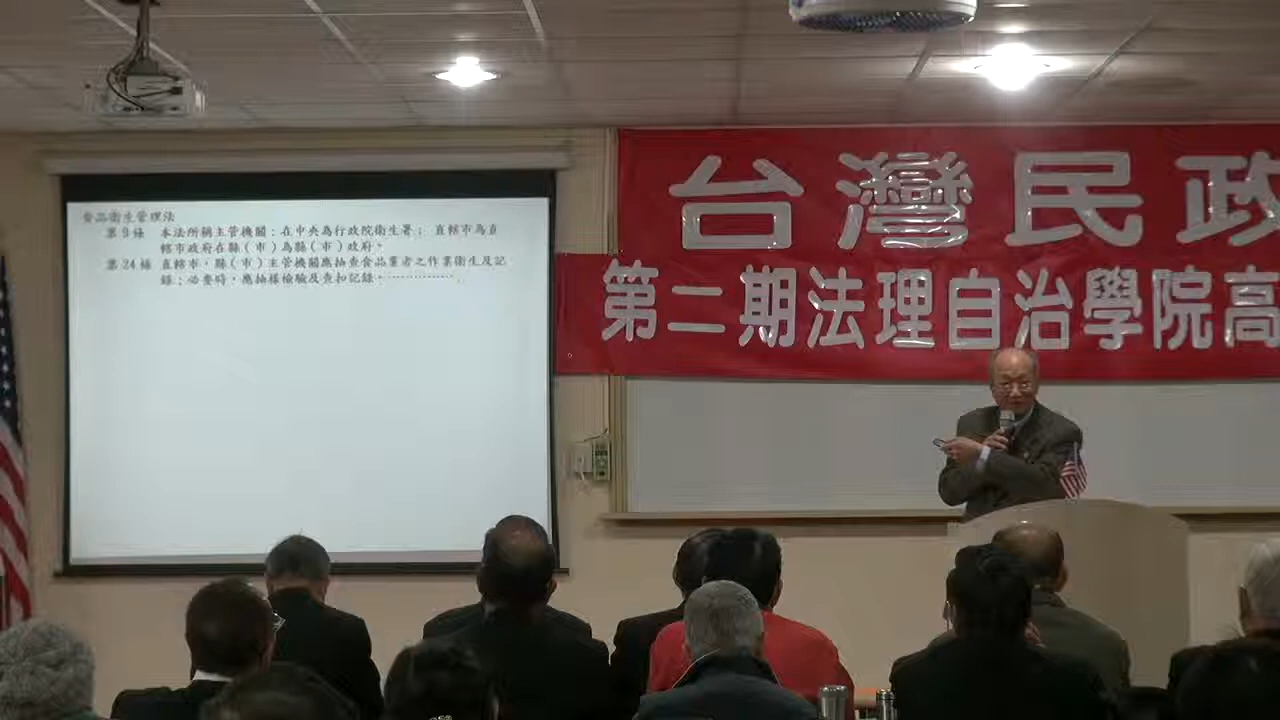 食品衛生管理法
第9條 本法所稱主管機關:在中央為行政院衛生署; 直轄市為直
轄市政府在縣(市)為縣(市)政府。
第24條 直轄市、縣(市)主管機關應抽查食品業者之作業衛生及記
錄;必要時,應抽樣檢驗及查扣記錄。……………
台灣民政
第二期法理自治學院高